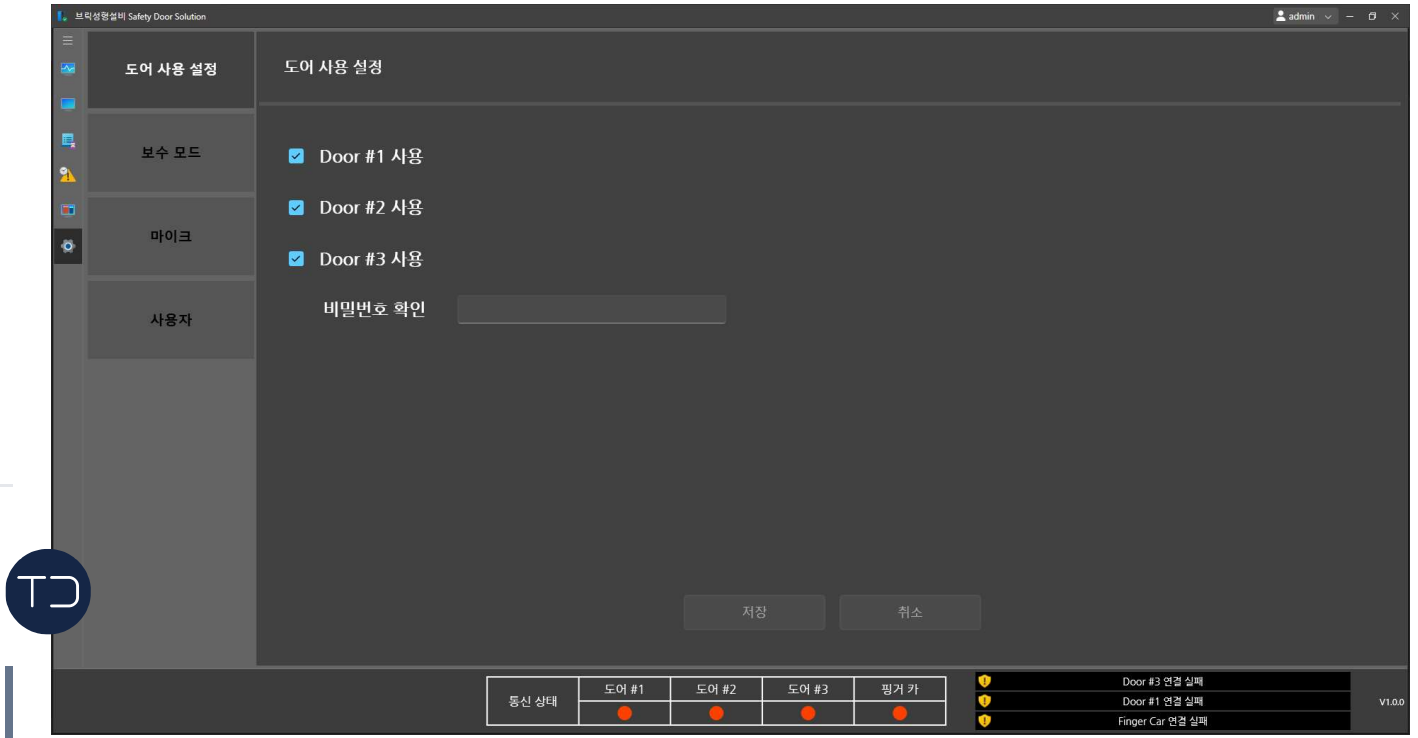 브릭성형설비 Safety Door Solution
admin
도어 사용 설정
보수 모드
마이크
사용자
도어 사용 설정
Door #1 사용
Door #2 사용
Door #3 사용
비밀번호 확인
저장 취소
통신 상태 도어 #1 도어 #2 도어 #3 핑거 카
Door #3 연결 실패
Door #1 연결 실패
Finger Car 연결 실패
V1.0.0
TD